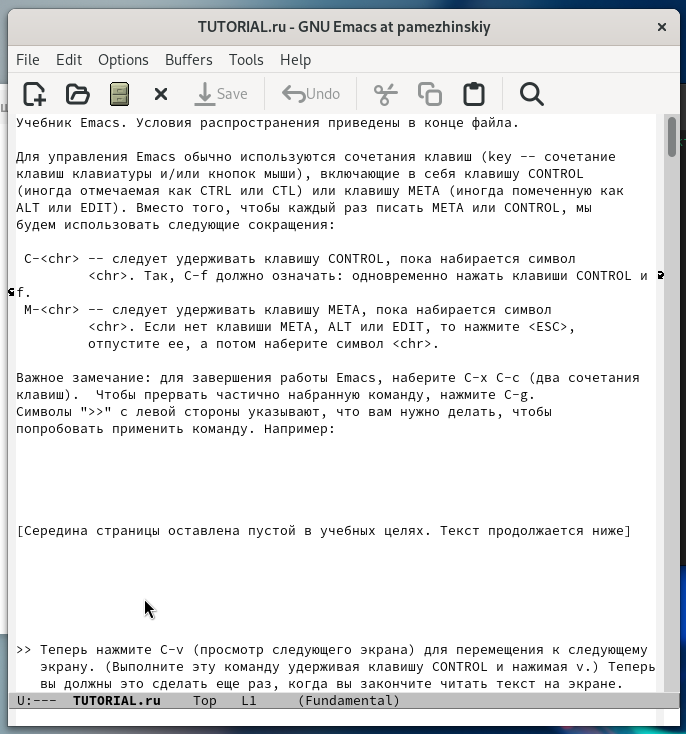 TUTORIAL.ru - GNU Emacs at pamezhinskiy
File Edit Options Buffers Tools Help
Save Undo
Учебник Emacs. Условия распространения приведены в конце файла.
Для управления Emacs обычно используются сочетания клавиш (key -- сочетание
клавиш клавиатуры и/или кнопок мыши), включающие в себя клавишу CONTROL
(иногда отмечаемая как CTRL или CTL) или клавишу META (иногда помеченную как
ALT или EDIT). Вместо того, чтобы каждый раз писать META или CONTROL, мы
будем использовать следующие сокращения:
C-<chr> -- следует удерживать клавишу CONTROL, пока набирается символ
<chr>. Так, C-f должно означать: одновременно нажать клавиши CONTROL и
f.
M-<chr> -- следует удерживать клавишу META, пока набирается символ
<chr>. Если нет клавиши META, ALT или EDIT, то нажмите <ESC>,
отпустите ее, а потом наберите символ <chr>.
Важное замечание: для завершения работы Emacs, наберите C-x C-c (два сочетания
клавиш). Чтобы прервать частично набранную команду, нажмите C-g.
Символы ">>" с левой стороны указывают, что вам нужно делать, чтобы
попробовать применить команду. Например:
[Середина страницы оставлена пустой в учебных целях. Текст продолжается ниже]
>> Теперь нажмите C-v (просмотр следующего экрана) для перемещения к следующему
экрану. (Выполните эту команду удерживая клавишу CONTROL и нажимая v.) Теперь
вы должны это сделать еще раз, когда вы закончите читать текст на экране.
U:--- TUTORIAL.ru Top L1 (Fundamental)